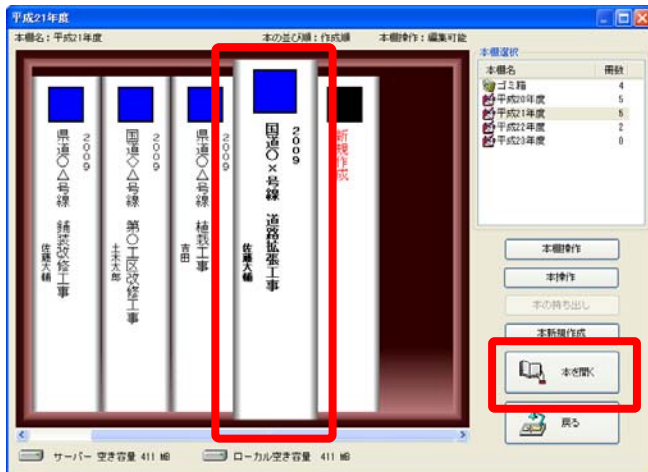 平成21年度
本棚名：平成21年度
本の並び順：作成順
本棚操作：編集可能
2009
県道○△号線 舗装改修工事
佐藤大輔
2009
国道◇△号線 第○工区改修工事
土木太郎
2009
県道○△号線 植栽工事
吉田
2009
国道○×号線 道路拡張工事
佐藤大輔
新規作成
本棚選択
本棚名 冊数
ゴミ箱 4
平成20年度 5
平成21年度 5
平成22年度 2
平成23年度 0
本棚操作
本操作
本の持ち出し
本新規作成
本を開く
戻る
サーバー 空き容量 411 MB
ローカル空き容量 411 MB